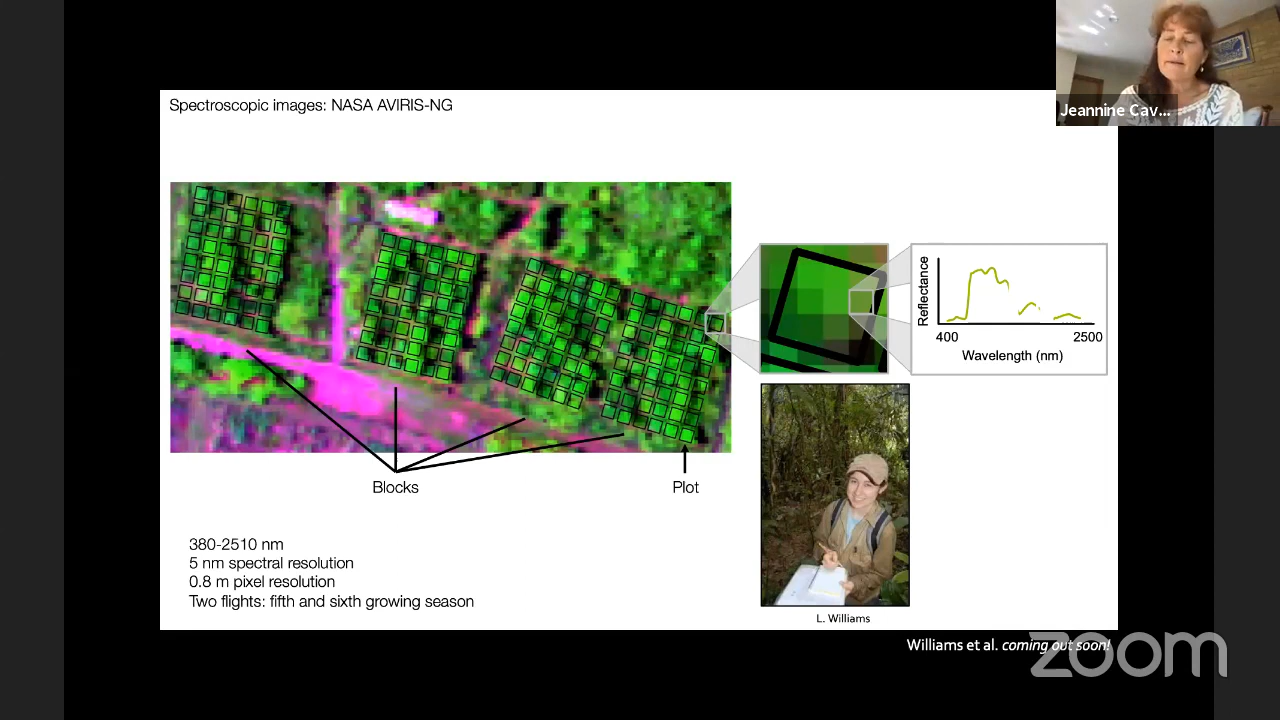 Spectroscopic images: NASA AVIRIS-NG
Jeannine Cav...
Reflectance
400
2500
Wavelength (nm)
Blocks
Plot
380-2510 nm
5 nm spectral resolution
0.8 m pixel resolution
Two flights: fifth and sixth growing season
L. Williams
Williams et al. coming out soon!
zoom